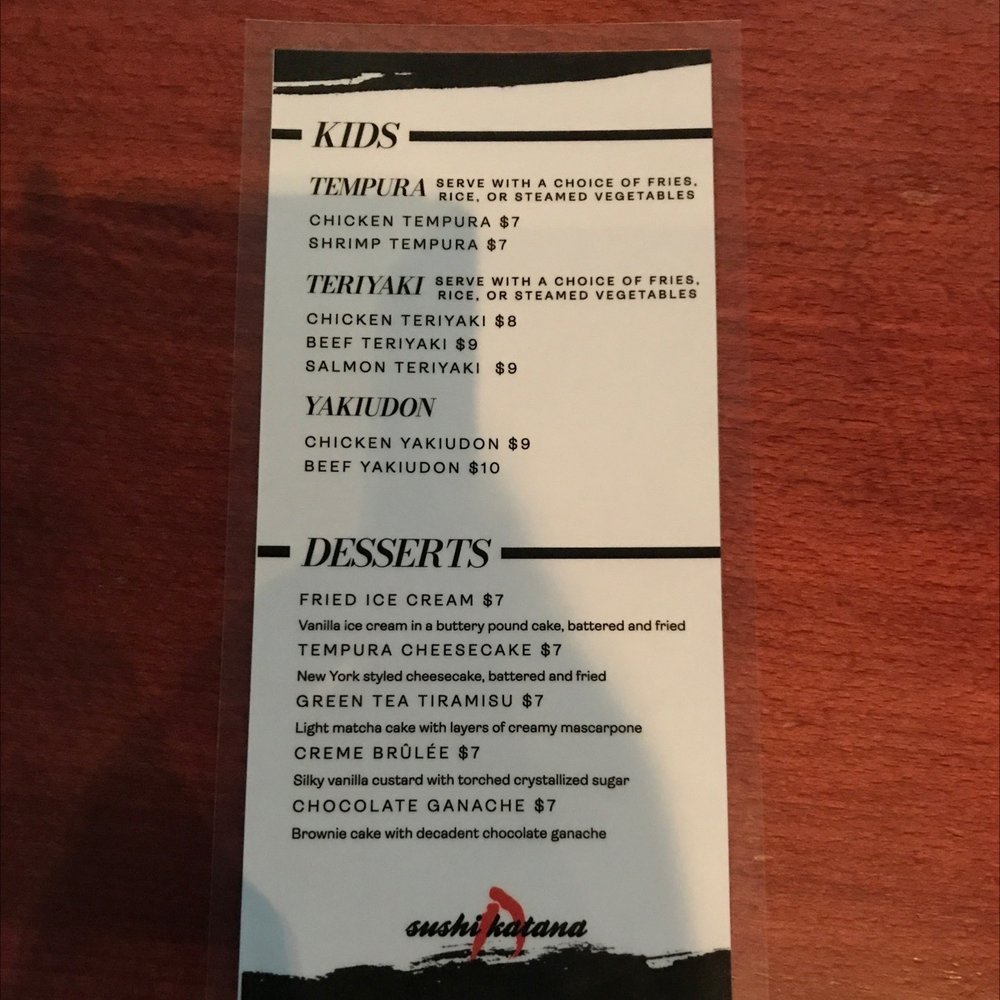 KIDS
TEMPURA SERVE WITH A CHOICE OF FRIES,
RICE, OR STEAMED VEGETABLES
CHICKEN TEMPURA $7
SHRIMP TEMPURA $7
TERIYAKI SERVE WITH A CHOICE OF FRIES,
RICE, OR STEAMED VEGETABLES
CHICKEN TERIYAKI $8
BEEF TERIYAKI $9
SALMON TERIYAKI $9
YAKIUDON
CHICKEN YAKIUDON $9
BEEF YAKIUDON $10
DESSERTS
FRIED ICE CREAM $7
Vanilla ice cream in a buttery pound cake, battered and fried
TEMPURA CHEESECAKE $7
New York styled cheesecake, battered and fried
GREEN TEA TIRAMISU $7
Light matcha cake with layers of creamy mascarpone
CREME BRÛLÉE $7
Silky vanilla custard with torched crystallized sugar
CHOCOLATE GANACHE $7
Brownie cake with decadent chocolate ganache
sushi katana